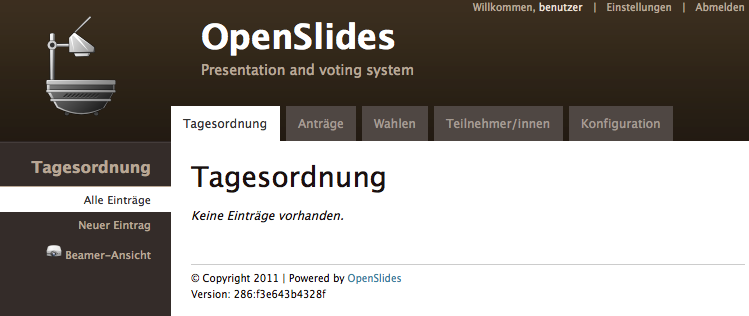 Willkommen, benutzer | Einstellungen | Abmelden
OpenSlides
Presentation and voting system
Tagesordnung Anträge Wahlen Teilnehmer/innen Konfiguration
Tagesordnung
Alle Einträge
Neuer Eintrag
Beamer-Ansicht
Tagesordnung
Keine Einträge vorhanden.
© Copyright 2011 | Powered by OpenSlides
Version: 286:f3e643b4328f